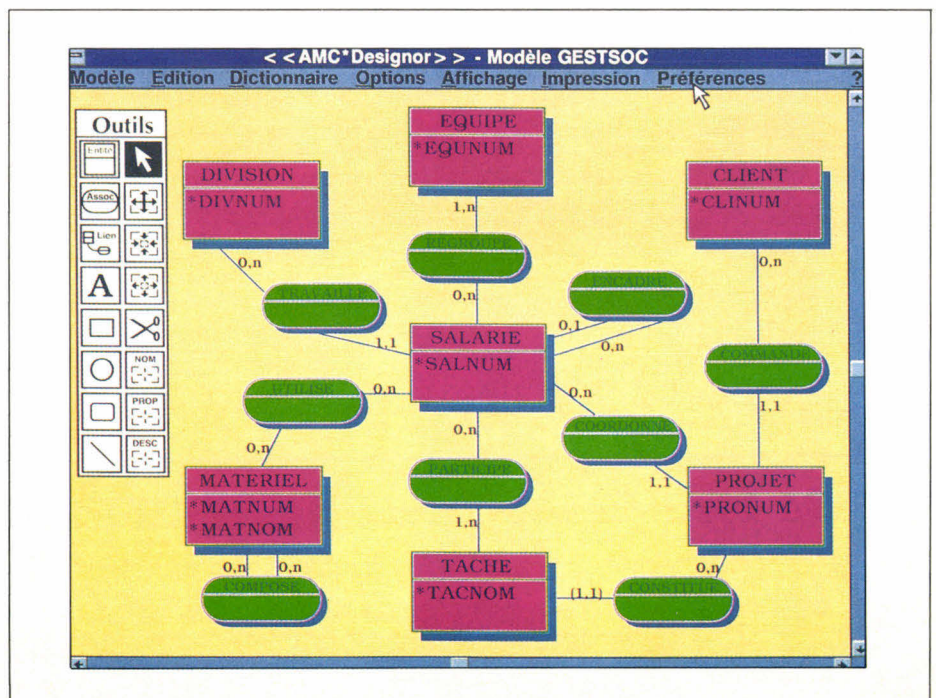 < <AMC*Designor> > - Modèle GESTSOC
Modèle Edition Dictionnaire Options Affichage Impression Préférences ?
Outils
Entité
Assoc
Lien
A
NOM
PROP
DESC
EQUIPE
*EQUNUM
DIVISION
*DIVNUM
CLIENT
*CLINUM
1,n
REGROUPE
0,n
0,n
0,n
TRAVAILLE
ENCADRE
1,1
0,1
0,n
SALARIE
*SALNUM
COMMANDE
UTILISE
0,n
0,n
1,1
0,n
COORDONNE
0,n
PARTICIPE
1,1
MATERIEL
*MATNUM
*MATNOM
PROJET
*PRONUM
1,n
0,n
0,n
0,n
COMPOSE
TACHE
*TACNOM
(1,1)
CONSTITUE